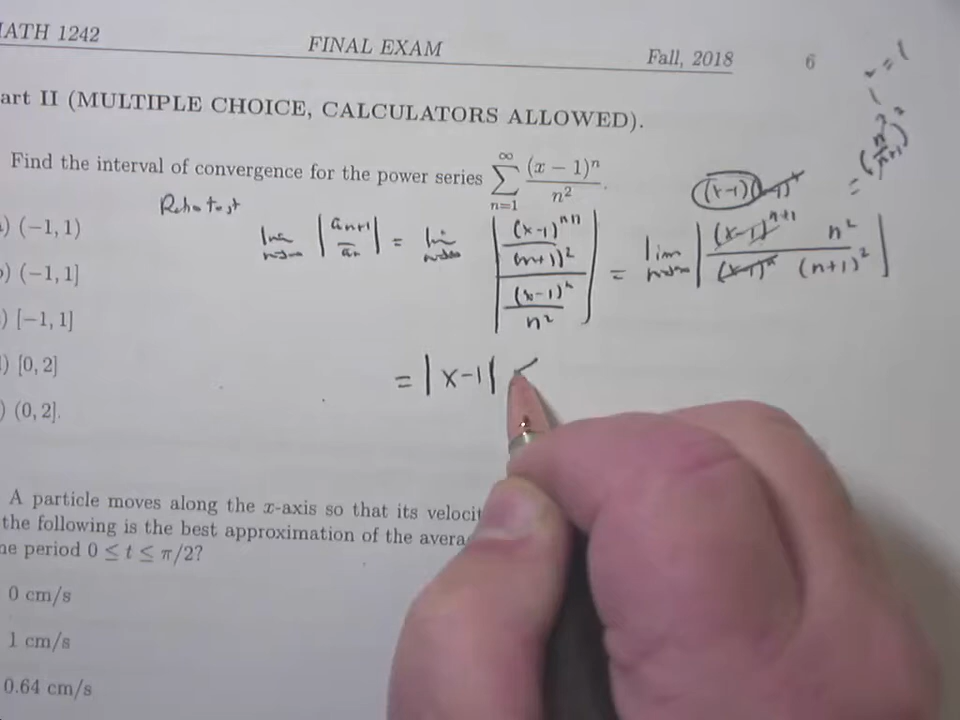 MATH 1242 FINAL EXAM Fall, 2018 6
art II (MULTIPLE CHOICE, CALCULATORS ALLOWED).
Find the interval of convergence for the power series ∑_{n=1}^{∞} (x − 1)^n / n^2.
Ratio test
lim_{n→∞} |a_{n+1} / a_n| = lim_{n→∞} |((x-1)^{n+1} / (n+1)^2) / ((x-1)^n / n^2)| = lim_{n→∞} |(x-1)^{n+1} n^2 / (x-1)^n (n+1)^2|
= (n / n+1)^2
= |x-1| <
) (−1, 1)
) (−1, 1]
) [−1, 1]
) [0, 2]
) (0, 2].
A particle moves along the x-axis so that its velocit
the following is the best approximation of the avera
ne period 0 ≤ t ≤ π/2?
0 cm/s
1 cm/s
0.64 cm/s